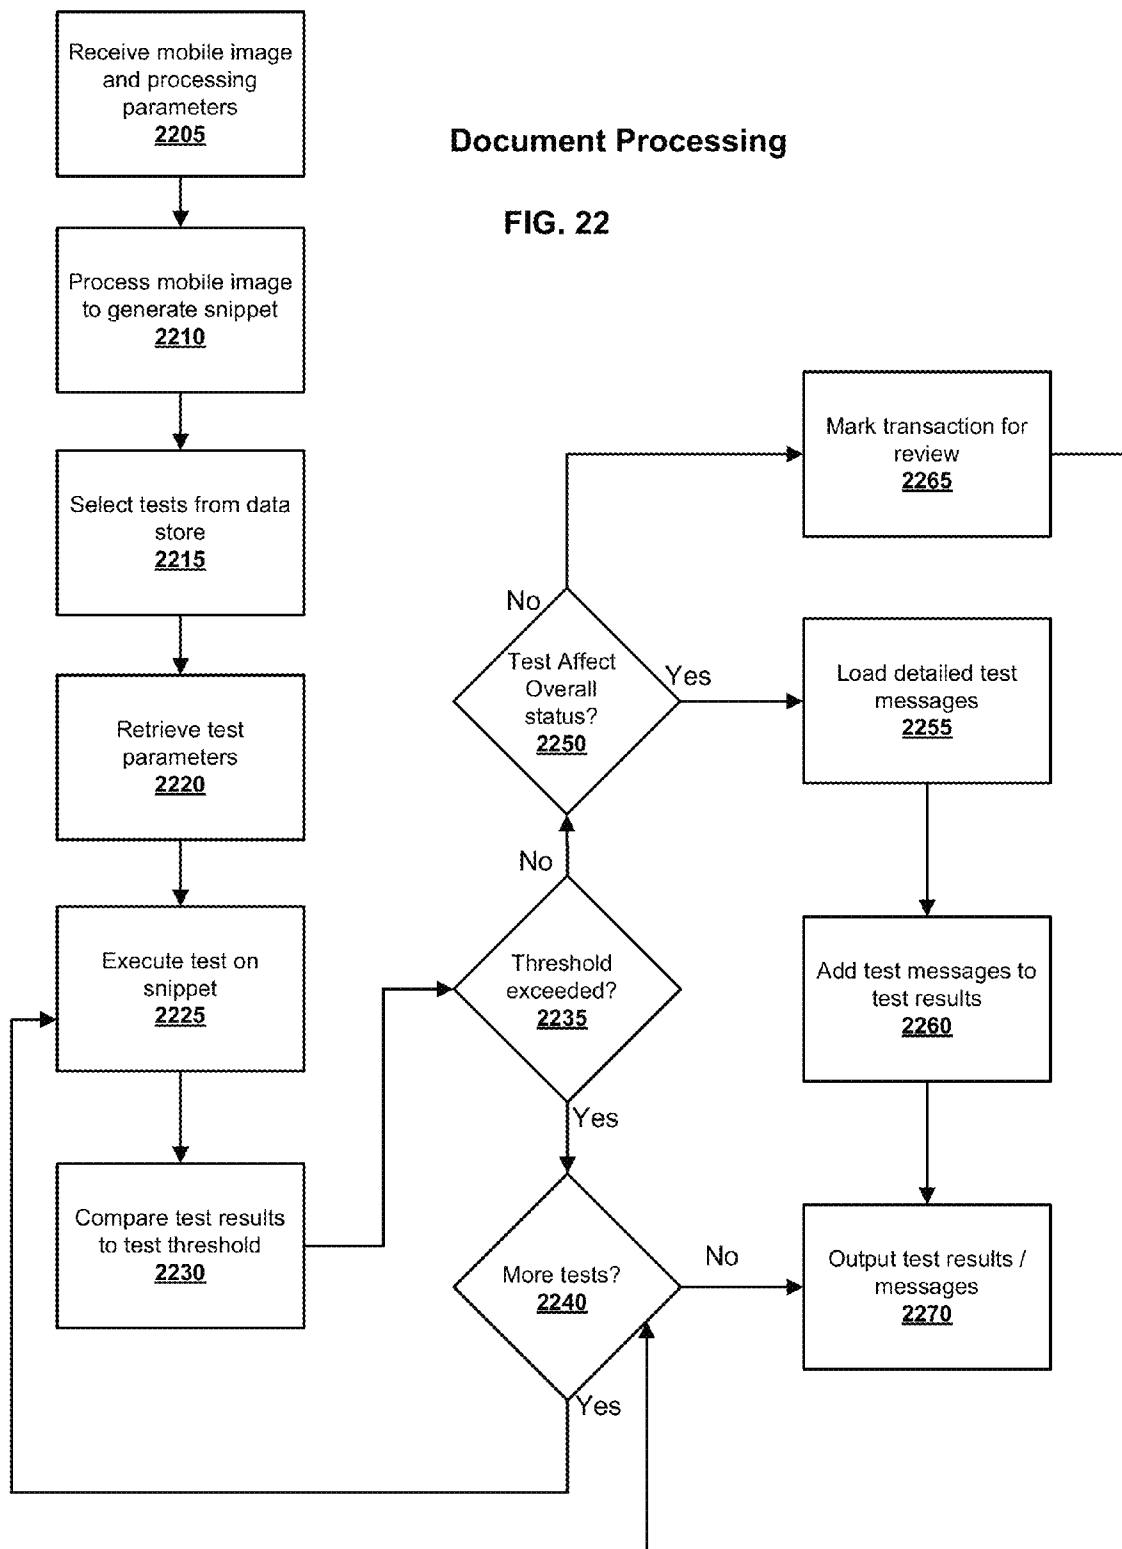 Receive mobile image
and processing
parameters
2205
Document Processing
FIG. 22
Process mobile image
to generate snippet
2210
Select tests from data
store
2215
Retrieve test
parameters
2220
Execute test on
snippet
2225
Compare test results
to test threshold
2230
Threshold
exceeded?
2235
No
Yes
Test Affect
Overall
status?
2250
No
Yes
Mark transaction for
review
2265
Load detailed test
messages
2255
Add test messages to
test results
2260
More tests?
2240
No
Yes
Output test results /
messages
2270